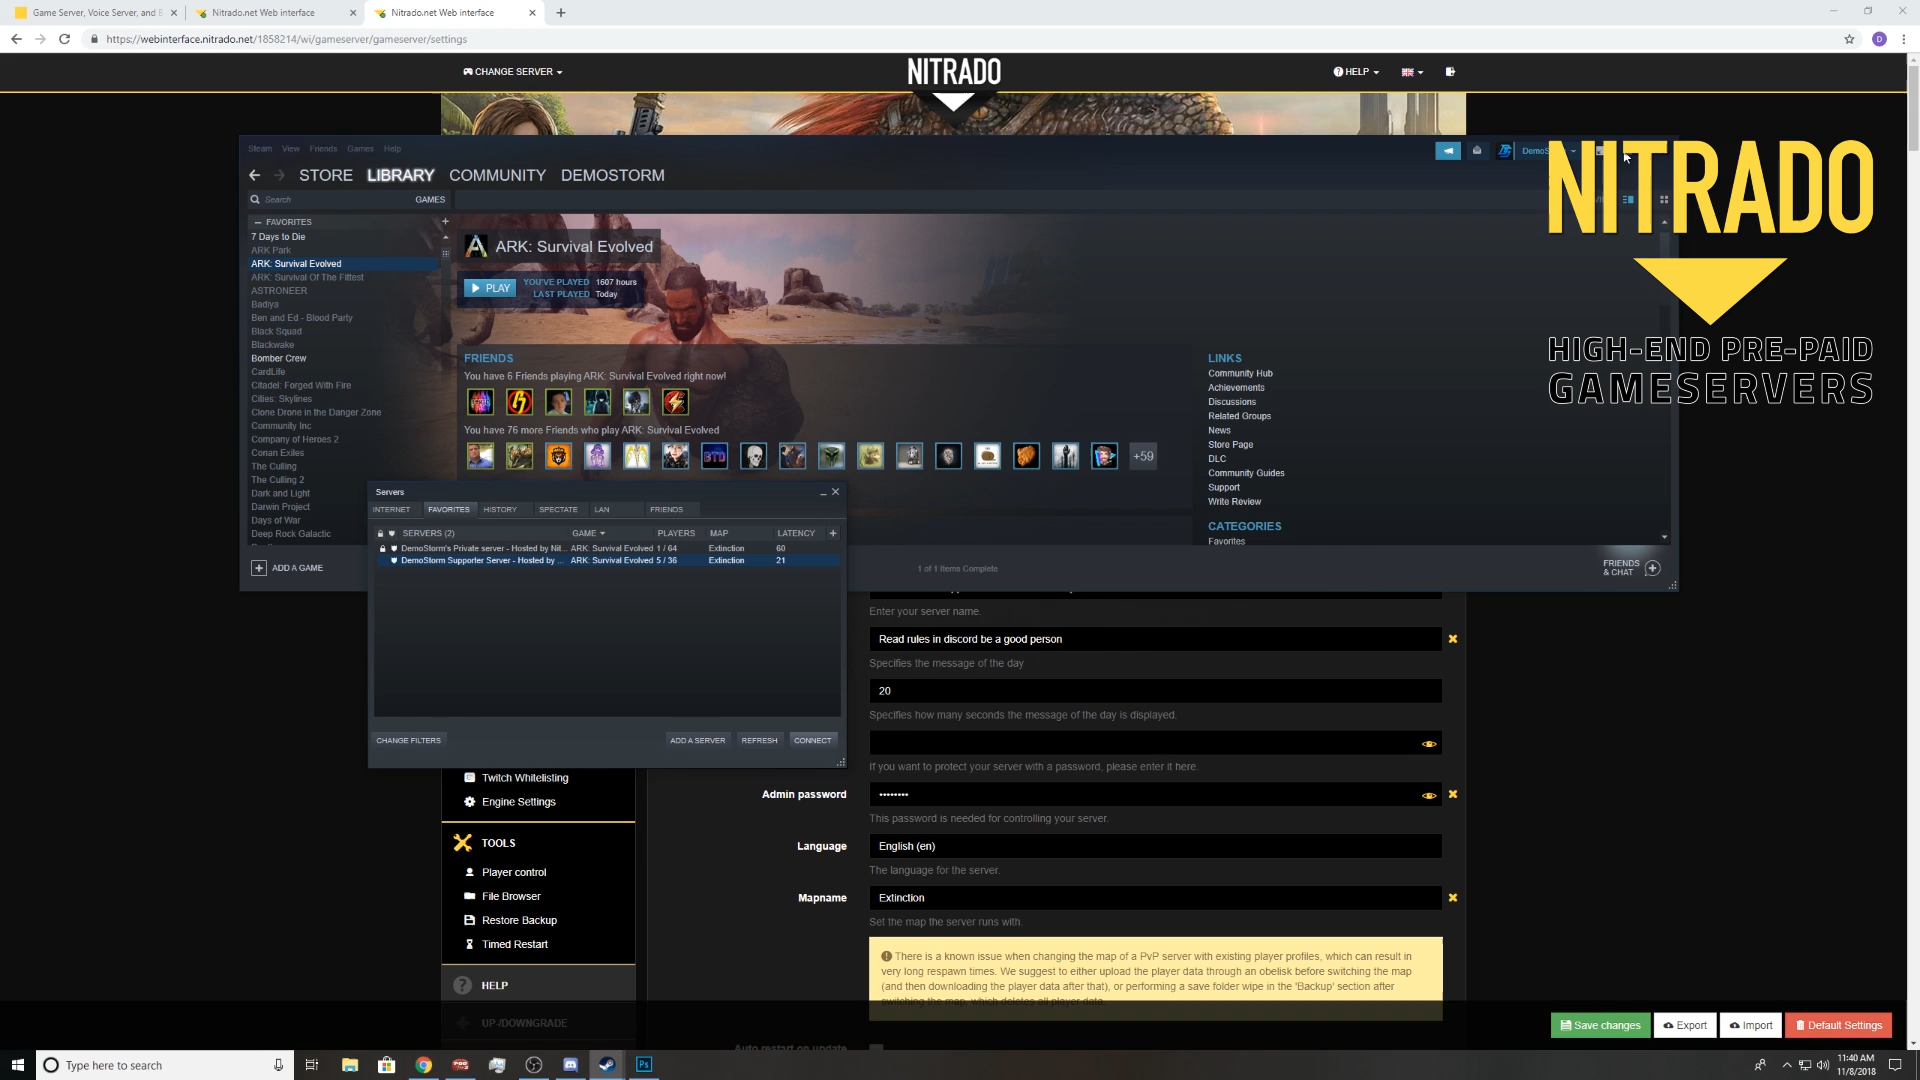 Game Server, Voice Server, and B
Nitrado.net Web interface
Nitrado.net Web interface
https://webinterface.nitrado.net/1858214/wi/gameserver/gameserver/settings
D
CHANGE SERVER
NITRADO
HELP
Steam View Friends Games Help
STORE LIBRARY COMMUNITY DEMOSTORM
NITRADO
HIGH-END PRE-PAID
GAMESERVERS
Search
GAMES
FAVORITES
7 Days to Die
ARK Park
ARK: Survival Evolved
ARK: Survival Of The Fittest
ASTRONEER
Badiya
Ben and Ed - Blood Party
Black Squad
Blackwake
Bomber Crew
CardLife
Citadel: Forged With Fire
Cities: Skylines
Clone Drone in the Danger Zone
Community Inc
Company of Heroes 2
Conan Exiles
The Culling
The Culling 2
Dark and Light
Darwin Project
Days of War
Deep Rock Galactic
ADD A GAME
ARK: Survival Evolved
PLAY
YOU'VE PLAYED 1607 hours
LAST PLAYED Today
FRIENDS
You have 6 Friends playing ARK: Survival Evolved right now!
You have 76 more Friends who play ARK: Survival Evolved
BTD
+59
LINKS
Community Hub
Achievements
Discussions
Related Groups
News
Store Page
DLC
Community Guides
Support
Write Review
CATEGORIES
Favorites
1 of 1 Items Complete
FRIENDS
& CHAT
Servers
INTERNET FAVORITES HISTORY SPECTATE LAN FRIENDS
SERVERS (2) GAME PLAYERS MAP LATENCY
DemoStorm's Private server - Hosted by Nit... ARK: Survival Evolved 1 / 64 Extinction 60
DemoStorm Supporter Server - Hosted by ... ARK: Survival Evolved 5 / 36 Extinction 21
CHANGE FILTERS ADD A SERVER REFRESH CONNECT
Enter your server name.
Read rules in discord be a good person
Specifies the message of the day
20
Specifies how many seconds the message of the day is displayed.
If you want to protect your server with a password, please enter it here.
Admin password
••••••••
This password is needed for controlling your server.
Language
English (en)
The language for the server.
Mapname
Extinction
Set the map the server runs with.
There is a known issue when changing the map of a PvP server with existing player profiles, which can result in
very long respawn times. We suggest to either upload the player data through an obelisk before switching the map
(and then downloading the player data after that), or performing a save folder wipe in the 'Backup' section after
switching the map, which deletes all player data.
Auto restart on update
Twitch Whitelisting
Engine Settings
TOOLS
Player control
File Browser
Restore Backup
Timed Restart
HELP
UP-/DOWNGRADE
Save changes
Export
Import
Default Settings
Type here to search
Ps
11:40 AM
11/8/2018